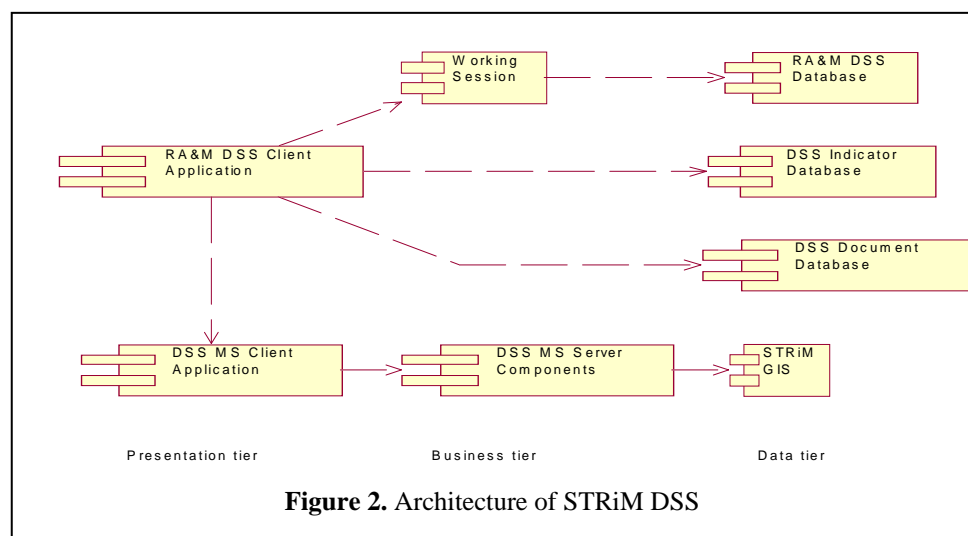 Working
Session
RA&M DSS
Database
RA&M DSS Client
Application
DSS Indicator
Database
DSS Document
Database
DSS MS Client
Application
DSS MS Server
Components
STRiM
GIS
Presentation tier
Business tier
Data tier
Figure 2. Architecture of STRiM DSS